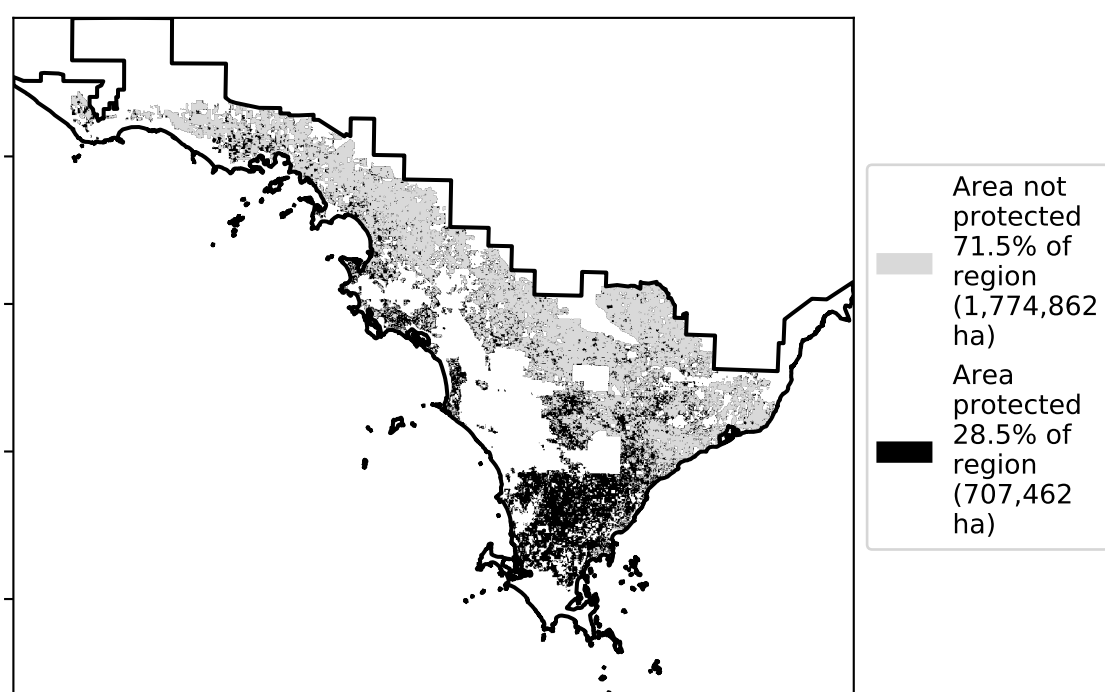 Area not
protected
71.5% of
region
(1,774,862
ha)
Area
protected
28.5% of
region
(707,462
ha)